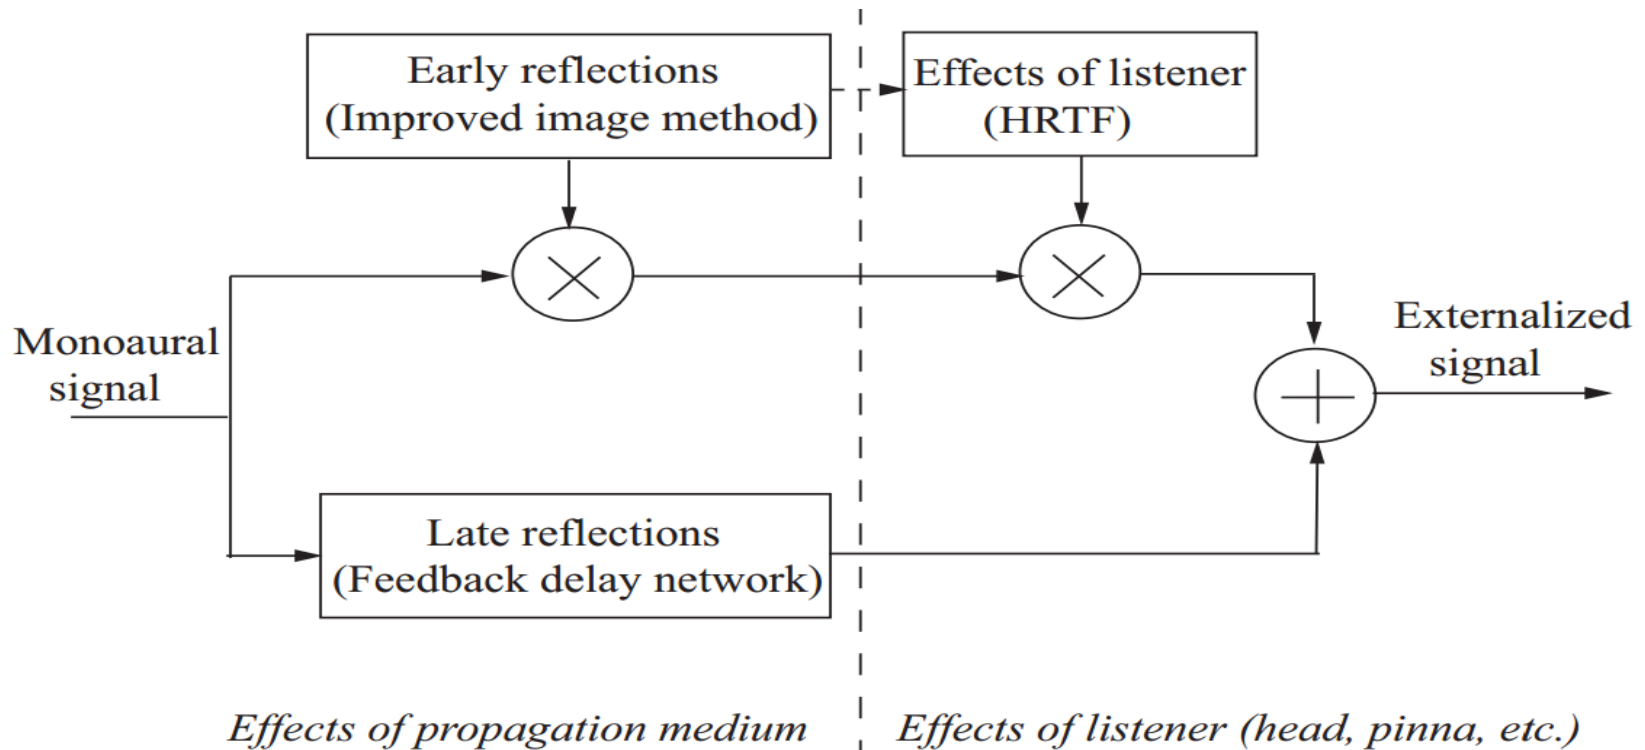 Early reflections
(Improved image method)
Effects of listener
(HRTF)
Monoaural
signal
Externalized
signal
Late reflections
(Feedback delay network)
Effects of propagation medium
Effects of listener (head, pinna, etc.)